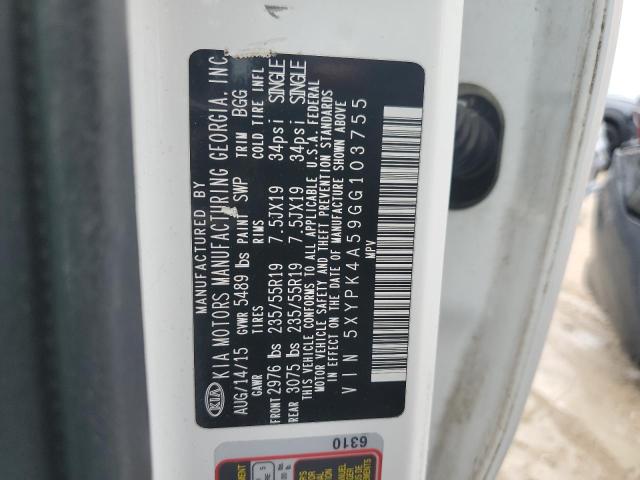 KIA
MANUFACTURED BY
KIA MOTORS MANUFACTURING GEORGIA, INC.
AUG/14/15 GVWR 5489 lbs PAINT SWP TRIM BGG
GAWR TIRES RIMS COLD TIRE INFL
FRONT 2976 lbs 235/55R19 7.5JX19 34psi SINGLE
REAR 3075 lbs 235/55R19 7.5JX19 34psi SINGLE
THIS VEHICLE CONFORMS TO ALL APPLICABLE U.S.A. FEDERAL
MOTOR VEHICLE SAFETY AND THEFT PREVENTION STANDARDS
IN EFFECT ON THE DATE OF MANUFACTURE SHOWN ABOVE
VIN 5XYPK4A59GG103755
MPV
6310